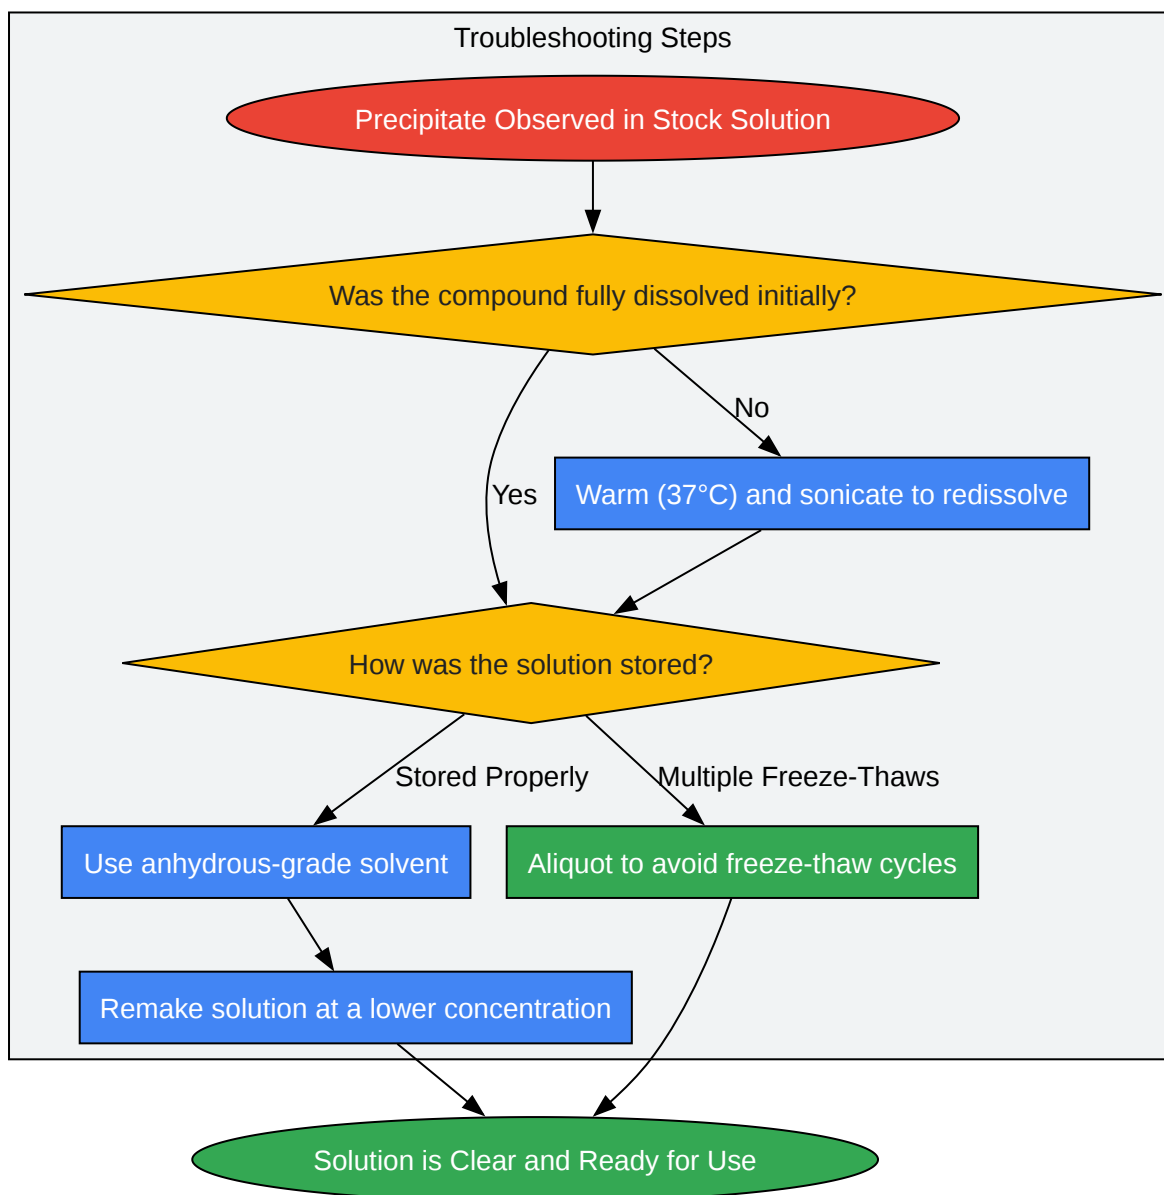 Troubleshooting Steps
Precipitate Observed in Stock Solution
Was the compound fully dissolved initially?
No
Yes
Warm (37°C) and sonicate to redissolve
How was the solution stored?
Stored Properly
Multiple Freeze-Thaws
Use anhydrous-grade solvent
Aliquot to avoid freeze-thaw cycles
Remake solution at a lower concentration
Solution is Clear and Ready for Use